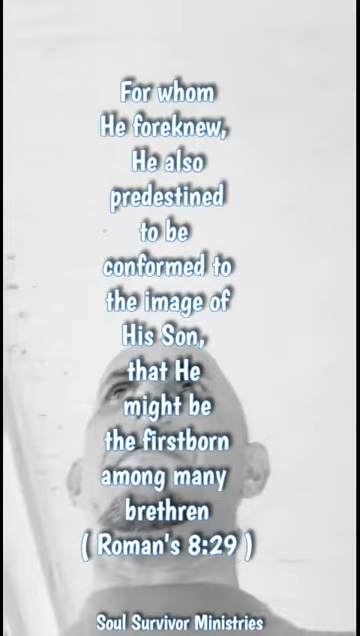 For whom
He foreknew,
He also
predestined
to be
conformed to
the image of
His Son,
that He
might be
the firstborn
among many
brethren
( Roman's 8:29 )
Soul Survivor Ministries